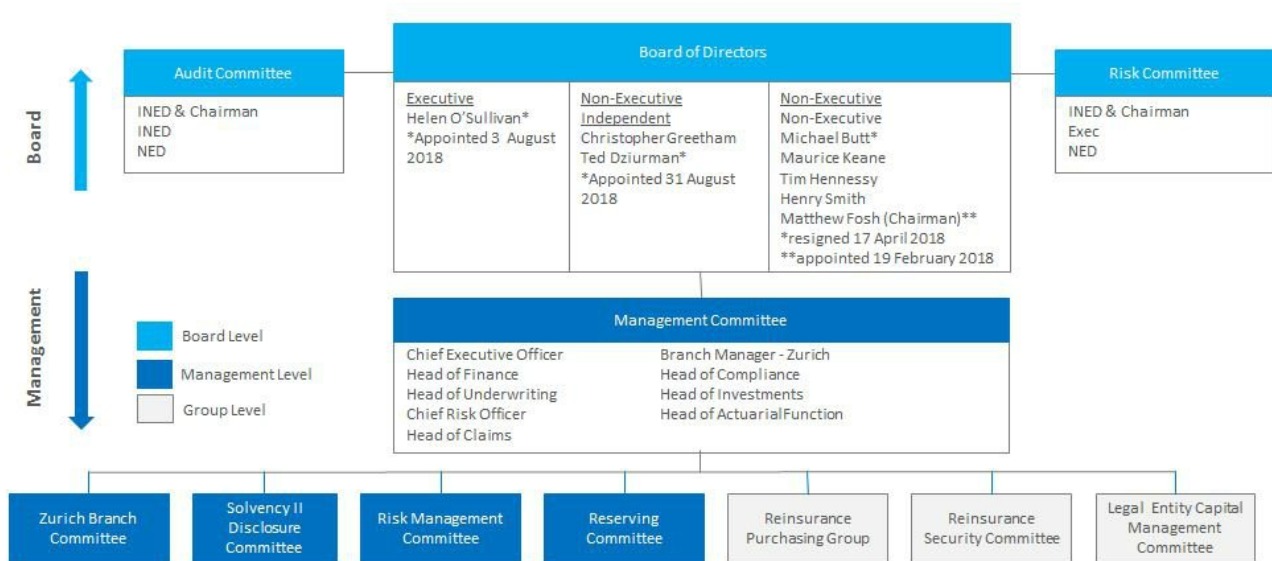 Board of Directors
Audit Committee
INED & Chairman
INED
NED
Executive
Helen O'Sullivan*
*Appointed 3 August
2018
Non-Executive
Independent
Christopher Greetham
Ted Dziurman*
*Appointed 31 August
2018
Non-Executive
Non-Executive
Michael Butt*
Maurice Keane
Tim Hennessy
Henry Smith
Matthew Fosh (Chairman)**
*resigned 17 April 2018
**appointed 19 February 2018
Risk Committee
INED & Chairman
Exec
NED
Board
Management
Board Level
Management Level
Group Level
Management Committee
Chief Executive Officer
Head of Finance
Head of Underwriting
Chief Risk Officer
Head of Claims
Branch Manager - Zurich
Head of Compliance
Head of Investments
Head of Actuarial Function
Zurich Branch
Committee
Solvency II
Disclosure
Committee
Risk Management
Committee
Reserving
Committee
Reinsurance
Purchasing Group
Reinsurance
Security Committee
Legal Entity Capital
Management
Committee